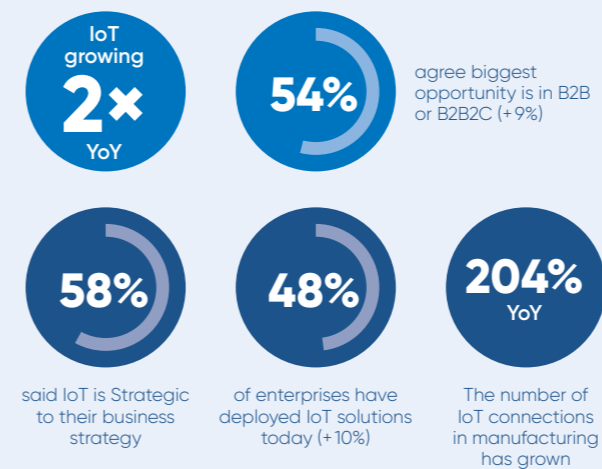 IoT
growing
2×
YoY
54%
agree biggest
opportunity is in B2B
or B2B2C (+9%)
58%
said IoT is Strategic
to their business
strategy
48%
of enterprises have
deployed IoT solutions
today (+10%)
204%
YoY
The number of
IoT connections
in manufacturing
has grown